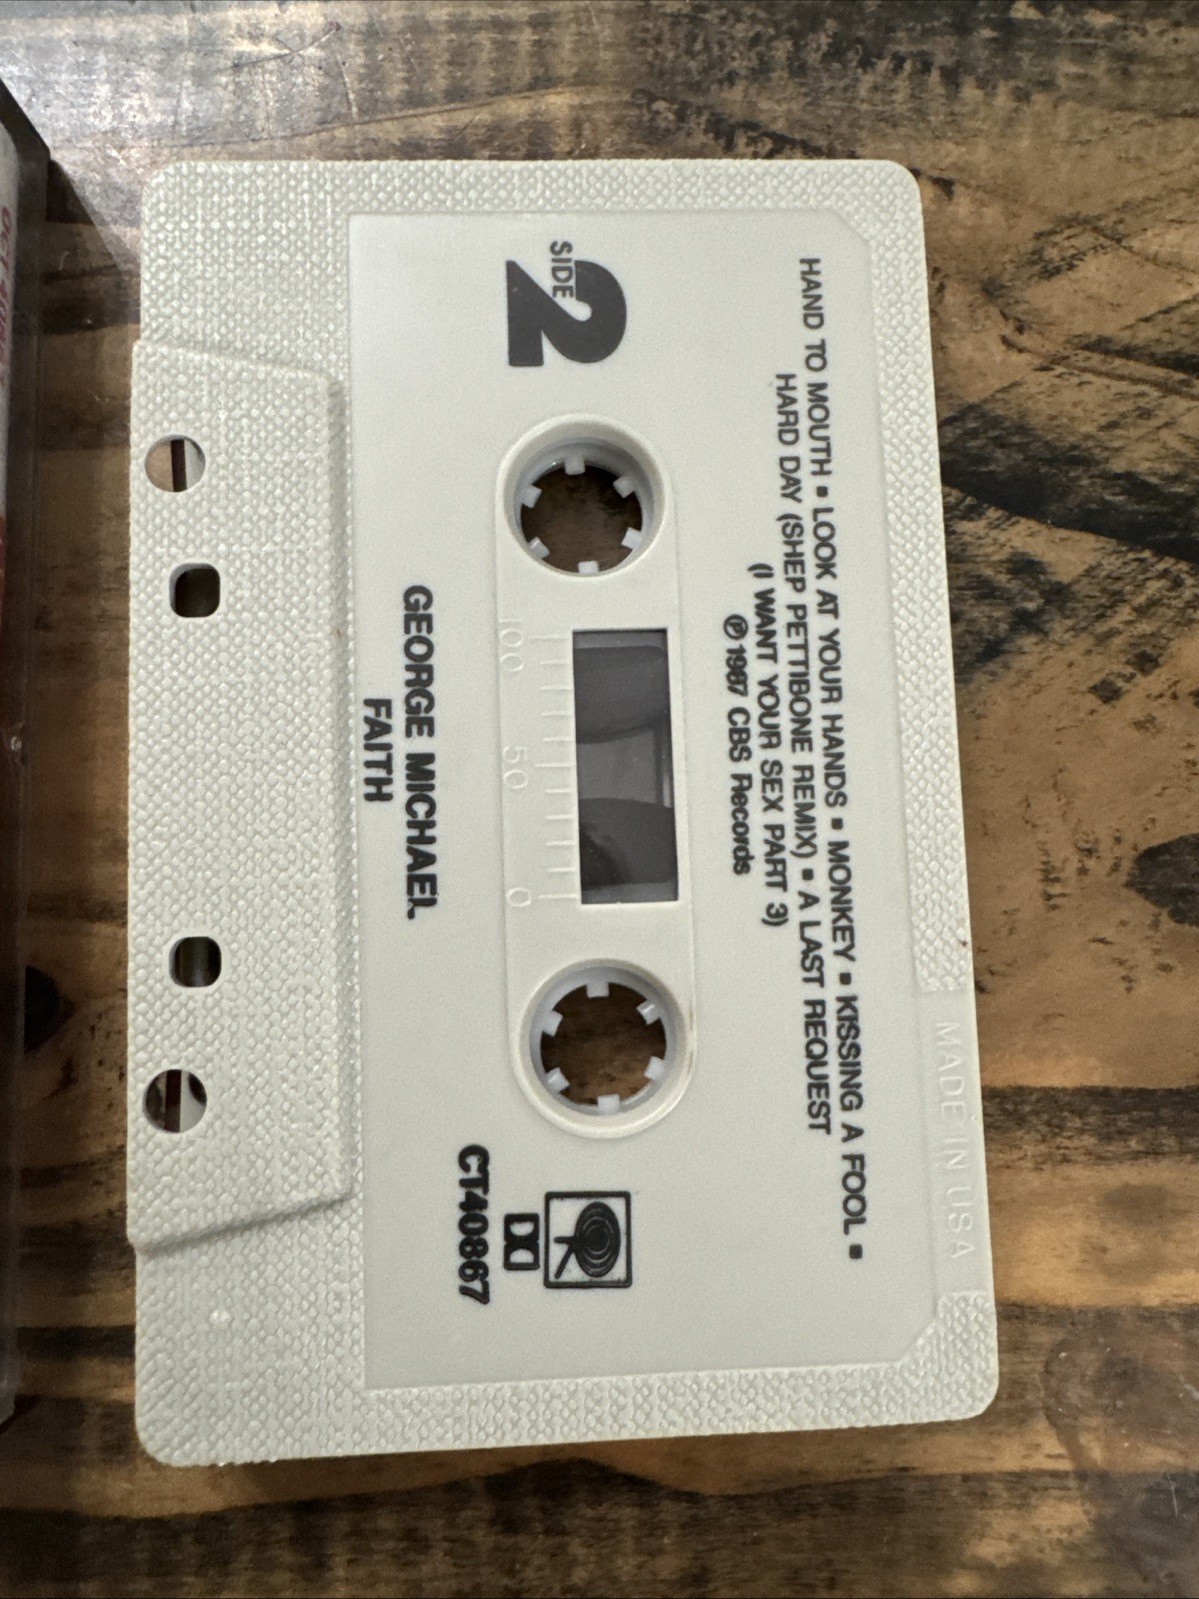 MADE IN USA
HAND TO MOUTH ▪ LOOK AT YOUR HANDS ▪ MONKEY ▪ KISSING A FOOL ▪
HARD DAY (SHEP PETTIBONE REMIX) ▪ A LAST REQUEST
(I WANT YOUR SEX PART 3)
℗ 1987 CBS Records
SIDE
2
100 50 0
CT40867
GEORGE MICHAEL
FAITH